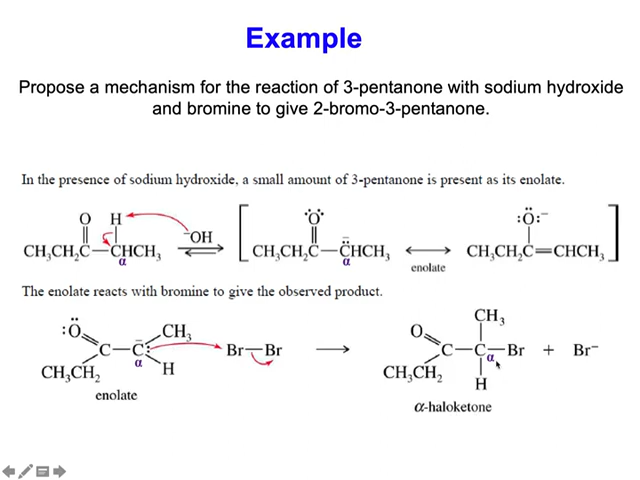 Example
Propose a mechanism for the reaction of 3-pentanone with sodium hydroxide
and bromine to give 2-bromo-3-pentanone.
In the presence of sodium hydroxide, a small amount of 3-pentanone is present as its enolate.
O H ⁻OH :Ö :Ö:⁻
CH₃CH₂C—CHCH₃ CH₃CH₂C—C̈HCH₃ CH₃CH₂C=CHCH₃
α α enolate
The enolate reacts with bromine to give the observed product.
CH₃
:Ö CH₃ O
C—C: Br—Br C—C—Br + Br⁻
α α
CH₃CH₂ H CH₃CH₂ H
enolate α-haloketone